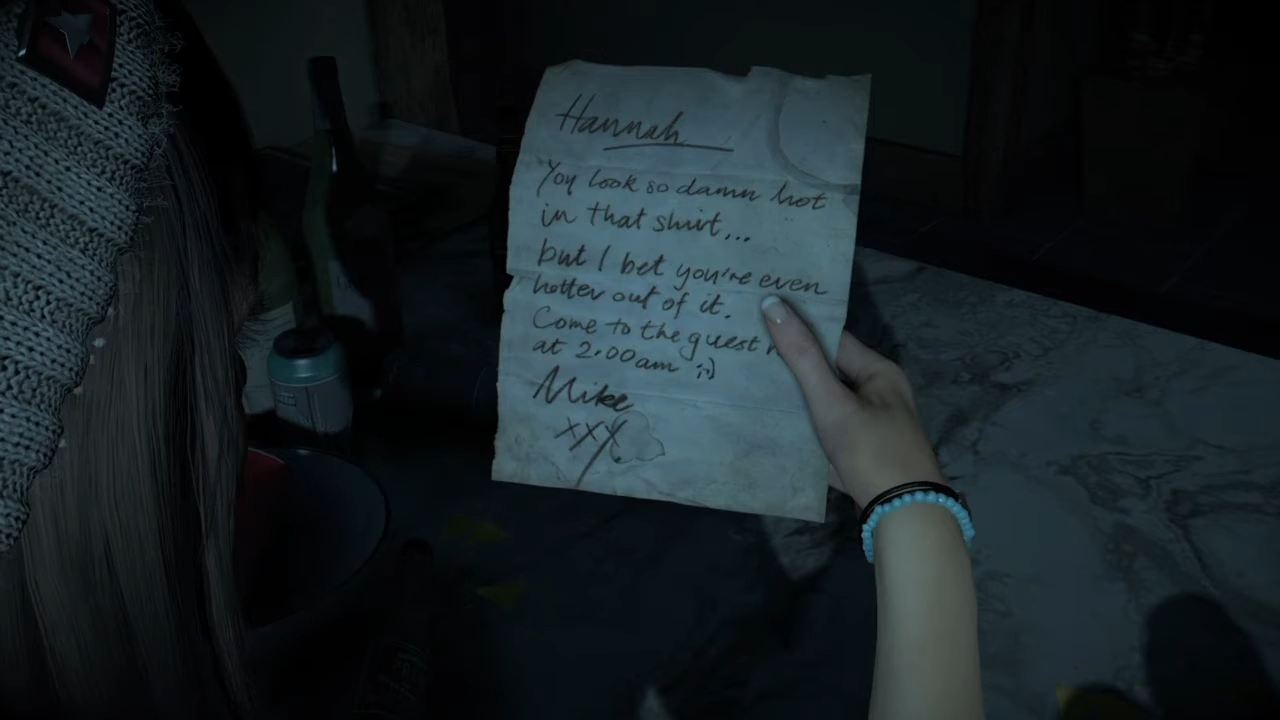 Hannah
You look so damn hot
in that shirt...
but I bet you're even
hotter out of it.
Come to the guest
at 2.00am ;)
Mike
xxx